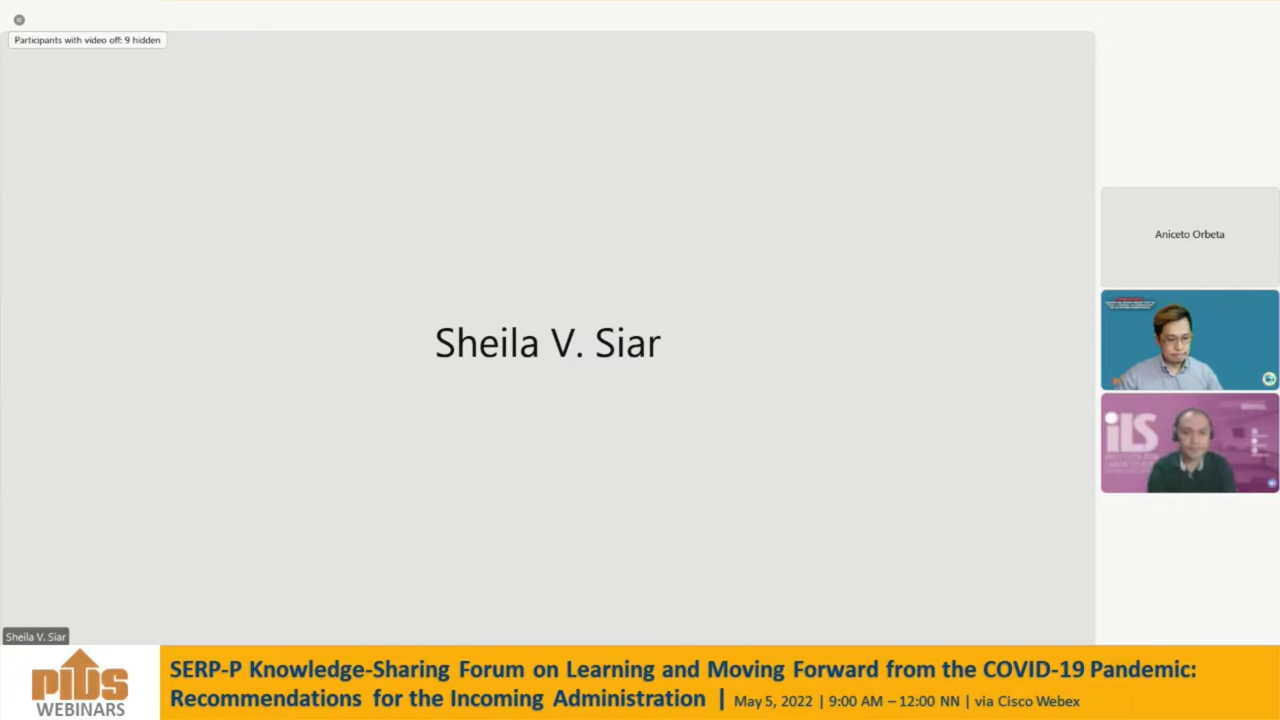 Participants with video off: 9 hidden
Sheila V. Siar
Aniceto Orbeta
iLS
Sheila V. Siar
PIDS
WEBINARS
SERP-P Knowledge-Sharing Forum on Learning and Moving Forward from the COVID-19 Pandemic:
Recommendations for the Incoming Administration | May 5, 2022 | 9:00 AM – 12:00 NN | via Cisco Webex